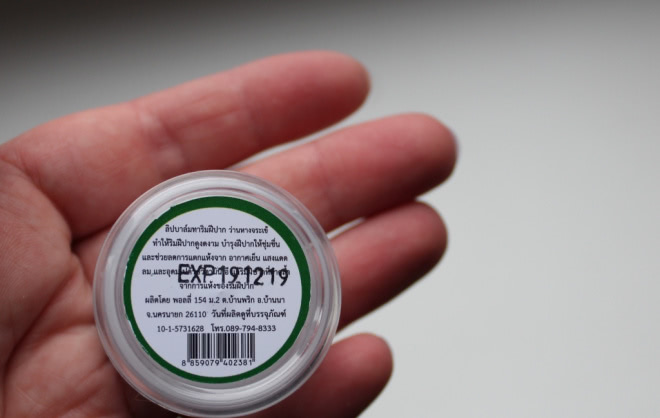 ลิปบาล์มทาริมฝีปาก ว่านหางจระเข้
ทำให้ริมฝีปากดูงดงาม บำรุงฝีปากให้ชุ่มชื่น
และช่วยลดการแตกแห้งจาก อากาศเย็น แสงแดด
ลม และอุดม
EXP191219
จากการแห้งของริมฝีปาก
ผลิตโดย พอลลี่ 154 ม.2 ต.บ้านพริก อ.บ้านนา
จ.นครนายก 26110 วันที่ผลิตดูที่บรรจุภัณฑ์
10-1-5731628 โทร.089-794-8333
8 859079 402381